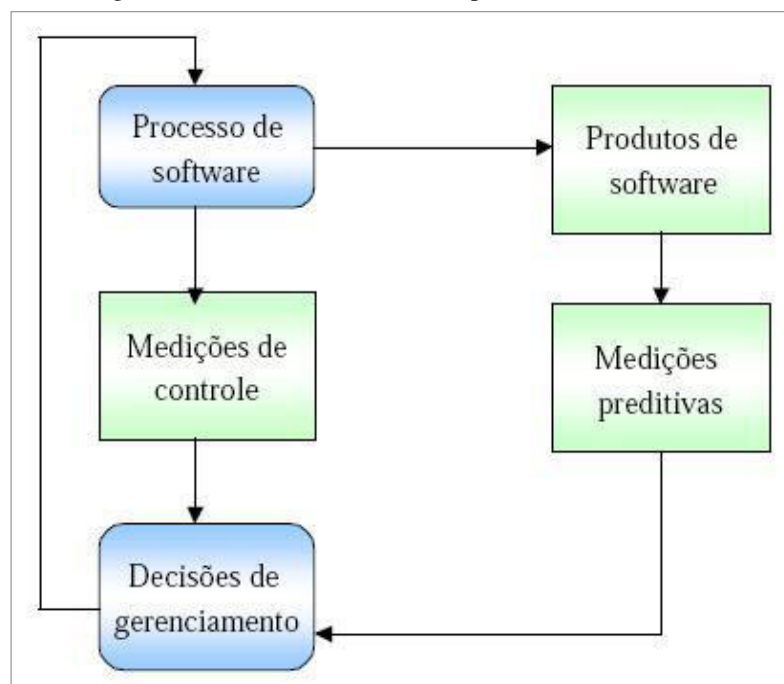 Processo de
software
Produtos de
software
Medições de
controle
Medições
preditivas
Decisões de
gerenciamento